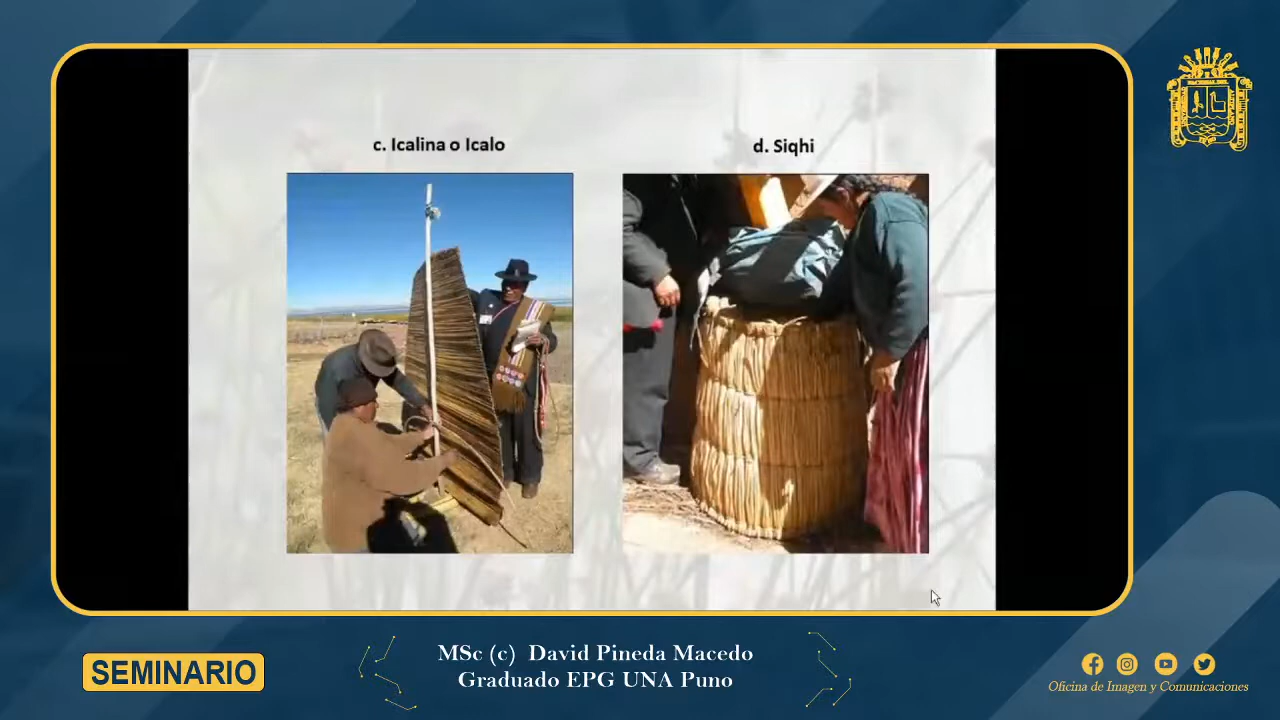 c. Icalina o Icalo
d. Siqhi
SEMINARIO
MSc (c) David Pineda Macedo
Graduado EPG UNA Puno
Oficina de Imagen y Comunicaciones